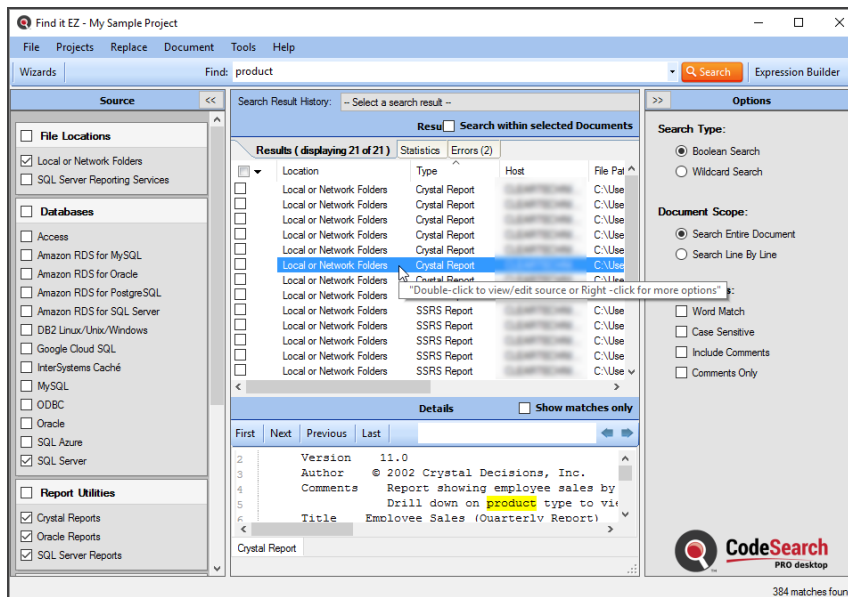 Find it EZ - My Sample Project
File Projects Replace Document Tools Help
Wizards Find: product Search Expression Builder
Source <<
File Locations
Local or Network Folders
SQL Server Reporting Services
Databases
Access
Amazon RDS for MySQL
Amazon RDS for Oracle
Amazon RDS for PostgreSQL
Amazon RDS for SQL Server
DB2 Linux/Unix/Windows
Google Cloud SQL
InterSystems Caché
MySQL
ODBC
Oracle
SQL Azure
SQL Server
Report Utilities
Crystal Reports
Oracle Reports
SQL Server Reports
Search Result History: -- Select a search result --
Resu Search within selected Documents
Results ( displaying 21 of 21 ) Statistics Errors (2)
Location Type Host File Pat
Local or Network Folders Crystal Report C:\Use
Local or Network Folders Crystal Report C:\Use
Local or Network Folders Crystal Report C:\Use
Local or Network Folders Crystal Report C:\Use
Local or Network Folders Crystal Report C:\Use
Local or Network Folders Crystal Report C:\Use
Local or Network Folders Crystal Report
"Double-click to view/edit source or Right -click for more options"
Local or Network Folders
Local or Network Folders SSRS Report C:\Use
Local or Network Folders SSRS Report C:\Use
Local or Network Folders SSRS Report C:\Use
Local or Network Folders SSRS Report C:\Use
Local or Network Folders SSRS Report C:\Use
Details Show matches only
First Next Previous Last
2 Version 11.0
3 Author © 2002 Crystal Decisions, Inc.
4 Comments Report showing employee sales by
5 Drill down on product type to vie
6 Title Employee Sales (Quarterly Report)
Crystal Report
>> Options
Search Type:
Boolean Search
Wildcard Search
Document Scope:
Search Entire Document
Search Line By Line
s:
Word Match
Case Sensitive
Include Comments
Comments Only
CodeSearch
PRO desktop
384 matches foun